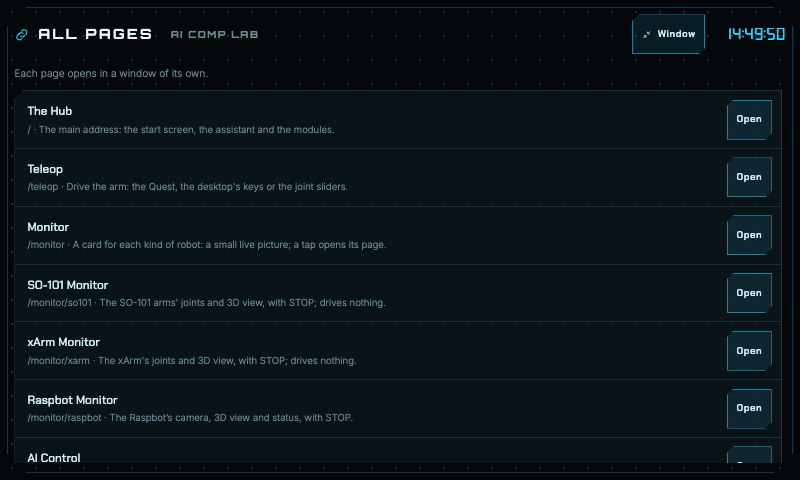 ALL PAGES
AI COMP LAB
Window
14:49:50
Each page opens in a window of its own.
The Hub
/ · The main address: the start screen, the assistant and the modules.
Open
Teleop
/teleop · Drive the arm: the Quest, the desktop's keys or the joint sliders.
Open
Monitor
/monitor · A card for each kind of robot: a small live picture; a tap opens its page.
Open
SO-101 Monitor
/monitor/so101 · The SO-101 arms' joints and 3D view, with STOP; drives nothing.
Open
xArm Monitor
/monitor/xarm · The xArm's joints and 3D view, with STOP; drives nothing.
Open
Raspbot Monitor
/monitor/raspbot · The Raspbot's camera, 3D view and status, with STOP.
Open
AI Control